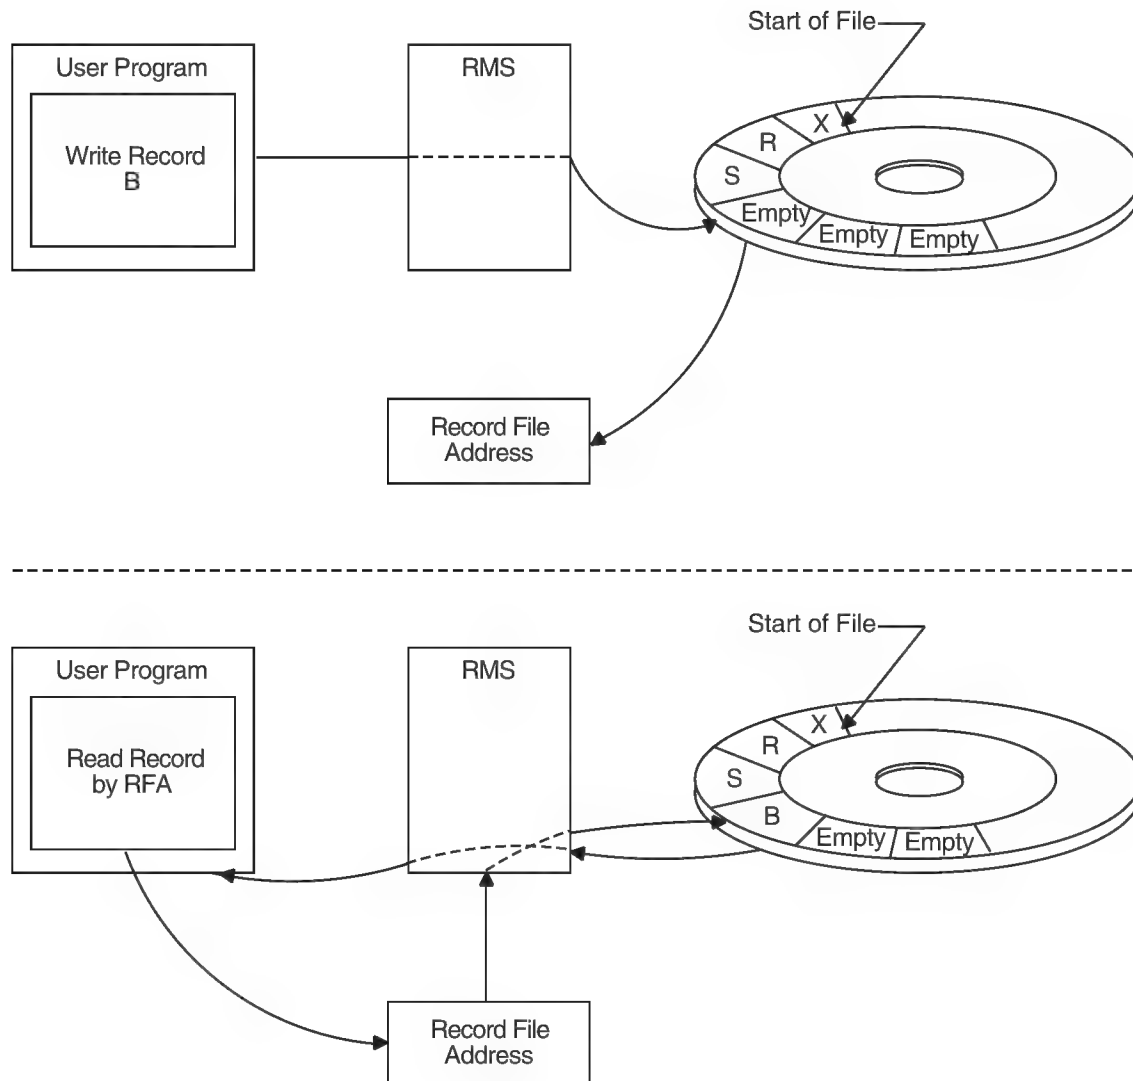 Start of File
User Program
RMS
Write Record
B
X
R
S
Empty
Empty
Empty
Record File
Address
Start of File
User Program
RMS
Read Record
by RFA
X
R
S
B
Empty
Empty
Record File
Address